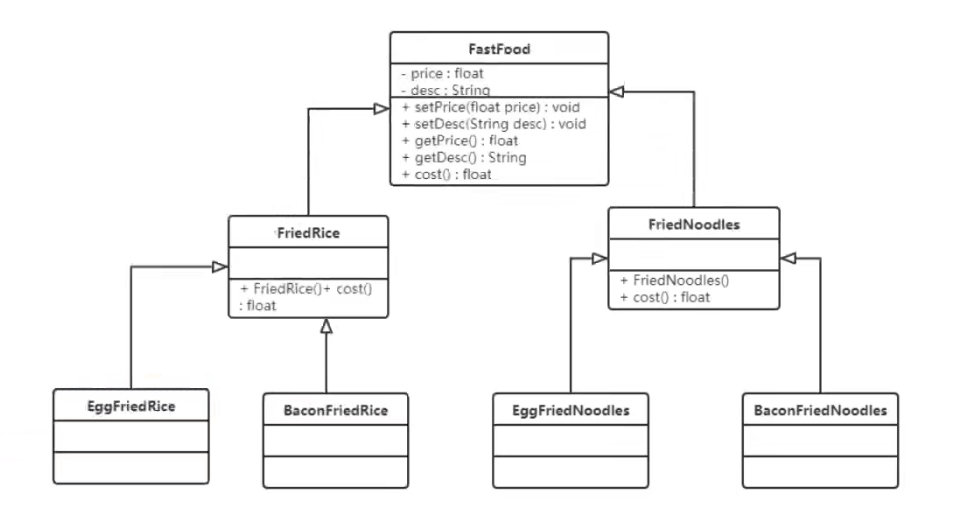 FastFood
- price : float
- desc : String
+ setPrice(float price) : void
+ setDesc(String desc) : void
+ getPrice() : float
+ getDesc() : String
+ cost() : float
FriedRice
+ FriedRice()+ cost()
: float
FriedNoodles
+ FriedNoodles()
+ cost() : float
EggFriedRice
BaconFriedRice
EggFriedNoodles
BaconFriedNoodles